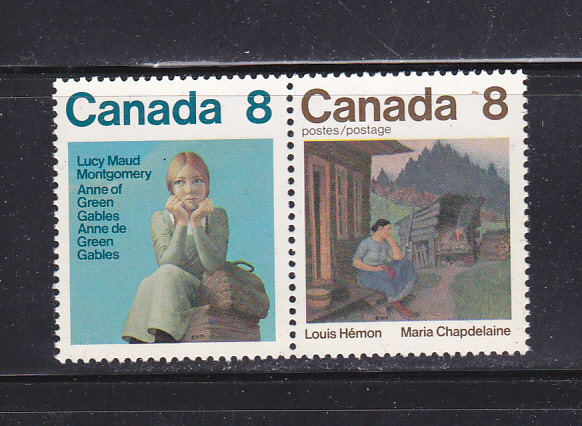 Canada 8
Lucy Maud
Montgomery
Anne of
Green
Gables
Anne de
Green
Gables
Canada 8
postes/postage
Louis Hémon Maria Chapdelaine